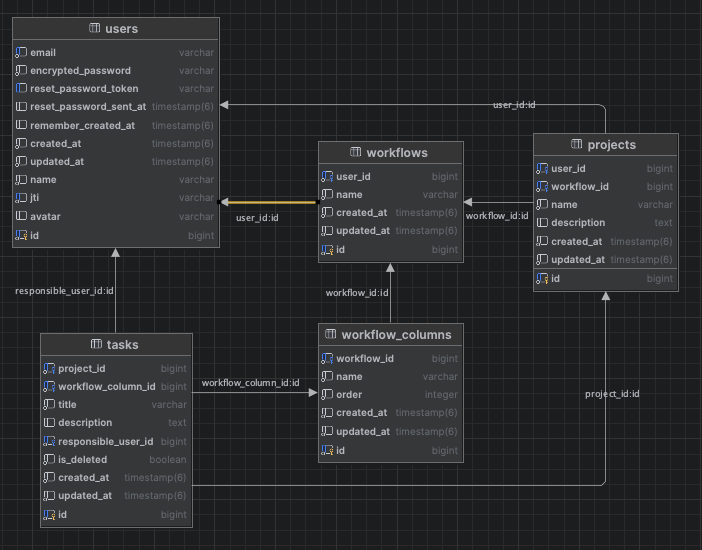 users
email varchar
encrypted_password varchar
reset_password_token varchar
reset_password_sent_at timestamp(6)
remember_created_at timestamp(6)
created_at timestamp(6)
updated_at timestamp(6)
name varchar
jti varchar
avatar varchar
id bigint
user_id:id
workflows
user_id bigint
name varchar
created_at timestamp(6)
updated_at timestamp(6)
id bigint
user_id:id
workflow_id:id
projects
user_id bigint
workflow_id bigint
name varchar
description text
created_at timestamp(6)
updated_at timestamp(6)
id bigint
responsible_user_id:id
workflow_id:id
tasks
project_id bigint
workflow_column_id bigint
title varchar
description text
responsible_user_id bigint
is_deleted boolean
created_at timestamp(6)
updated_at timestamp(6)
id bigint
workflow_column_id:id
workflow_columns
workflow_id bigint
name varchar
order integer
created_at timestamp(6)
updated_at timestamp(6)
id bigint
project_id:id